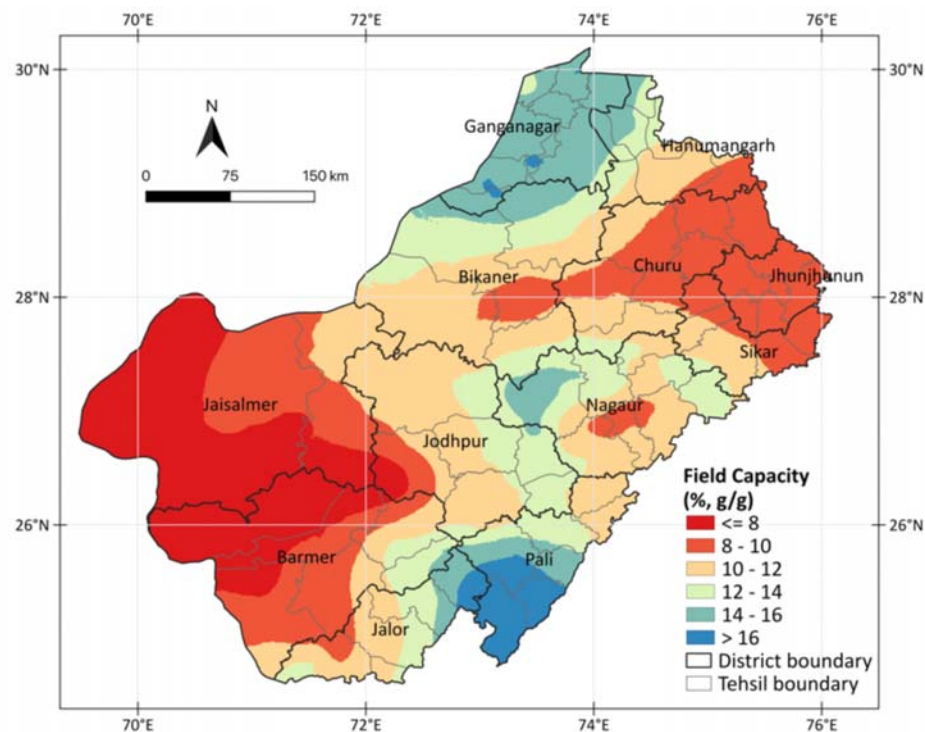 70°E 72°E 74°E 76°E
30°N 30°N
N
Ganganagar
Hanumangarh
0 75 150 km
Churu
Bikaner
Jhunjhunun
28°N 28°N
Sikar
Jaisalmer
Nagaur
Jodhpur
Field Capacity
(%, g/g)
<= 8
26°N
8 - 10
Barmer
Pali
10 - 12
12 - 14
14 - 16
Jalor
> 16
District boundary
Tehsil boundary
70°E 72°E 74°E 76°E